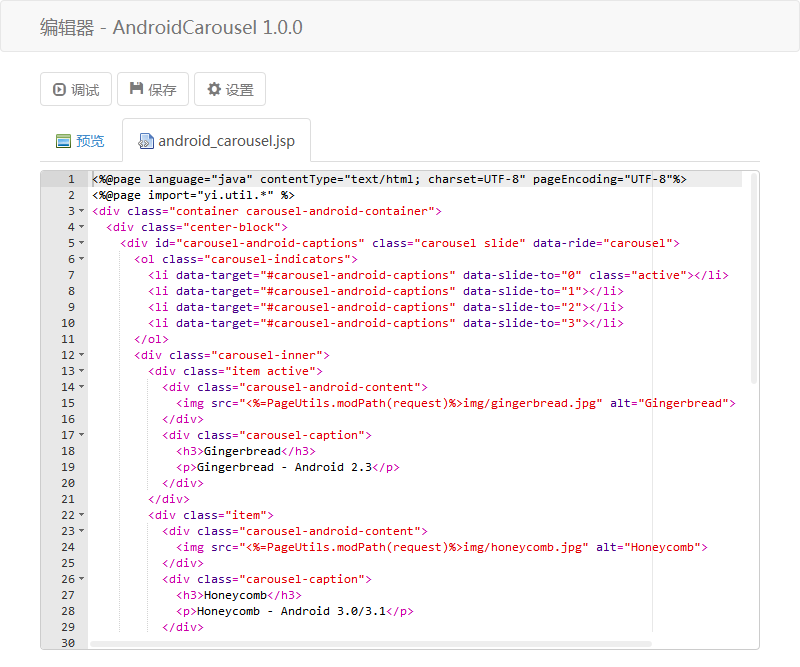 编辑器 - AndroidCarousel 1.0.0
调试 保存 设置
预览 android_carousel.jsp
1 <%@page language="java" contentType="text/html; charset=UTF-8" pageEncoding="UTF-8"%>
2 <%@page import="yi.util.*" %>
3 <div class="container carousel-android-container">
4 <div class="center-block">
5 <div id="carousel-android-captions" class="carousel slide" data-ride="carousel">
6 <ol class="carousel-indicators">
7 <li data-target="#carousel-android-captions" data-slide-to="0" class="active"></li>
8 <li data-target="#carousel-android-captions" data-slide-to="1"></li>
9 <li data-target="#carousel-android-captions" data-slide-to="2"></li>
10 <li data-target="#carousel-android-captions" data-slide-to="3"></li>
11 </ol>
12 <div class="carousel-inner">
13 <div class="item active">
14 <div class="carousel-android-content">
15 <img src="<%=PageUtils.modPath(request)%>img/gingerbread.jpg" alt="Gingerbread">
16 </div>
17 <div class="carousel-caption">
18 <h3>Gingerbread</h3>
19 <p>Gingerbread - Android 2.3</p>
20 </div>
21 </div>
22 <div class="item">
23 <div class="carousel-android-content">
24 <img src="<%=PageUtils.modPath(request)%>img/honeycomb.jpg" alt="Honeycomb">
25 </div>
26 <div class="carousel-caption">
27 <h3>Honeycomb</h3>
28 <p>Honeycomb - Android 3.0/3.1</p>
29 </div>
30